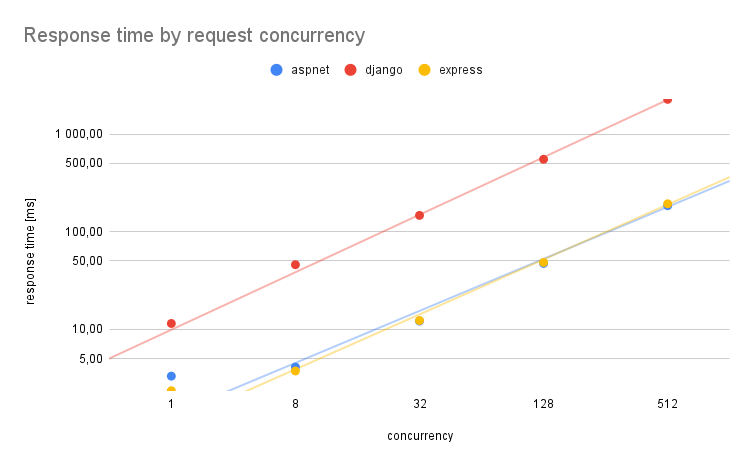 Response time by request concurrency
aspnet django express
1 000,00
500,00
100,00
50,00
10,00
5,00
response time [ms]
1 8 32 128 512
concurrency